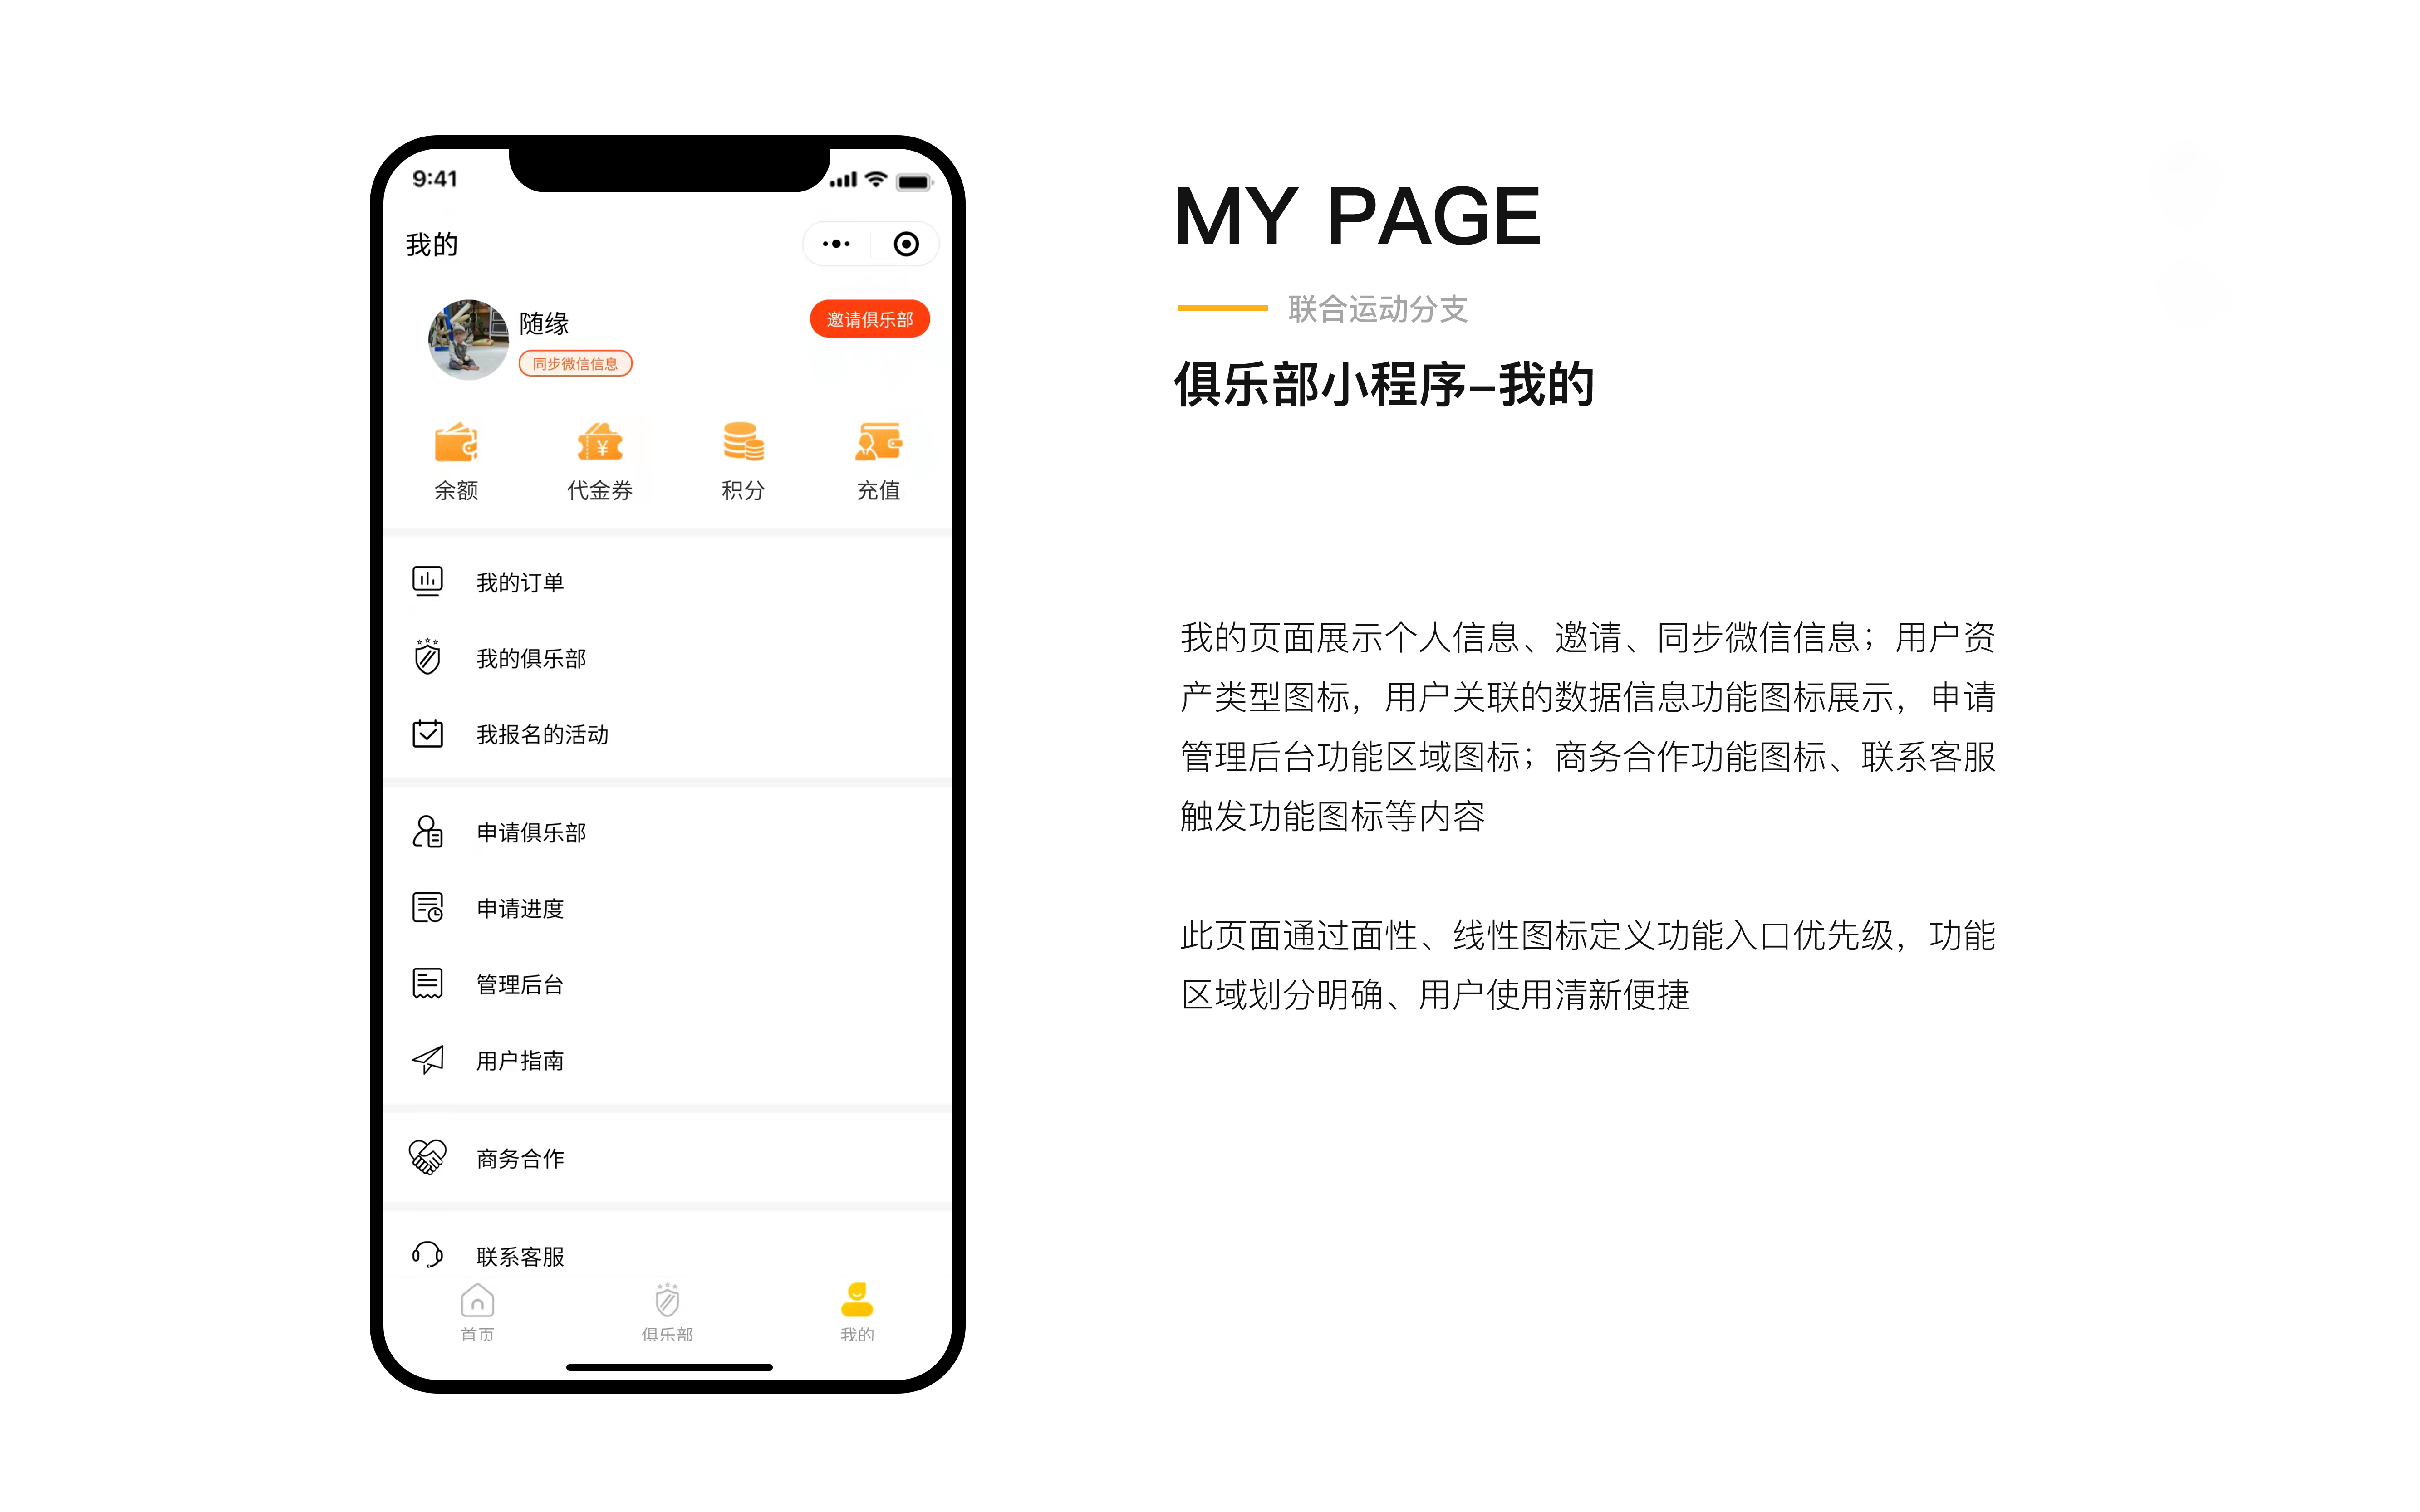 9:41
我的
随缘
同步微信信息
邀请俱乐部
余额
代金券
积分
充值
我的订单
我的俱乐部
我报名的活动
申请俱乐部
申请进度
管理后台
用户指南
商务合作
联系客服
首页
俱乐部
我的
MY PAGE
联合运动分支
俱乐部小程序–我的
我的页面展示个人信息、邀请、同步微信信息；用户资
产类型图标，用户关联的数据信息功能图标展示，申请
管理后台功能区域图标；商务合作功能图标、联系客服
触发功能图标等内容
此页面通过面性、线性图标定义功能入口优先级，功能
区域划分明确、用户使用清新便捷